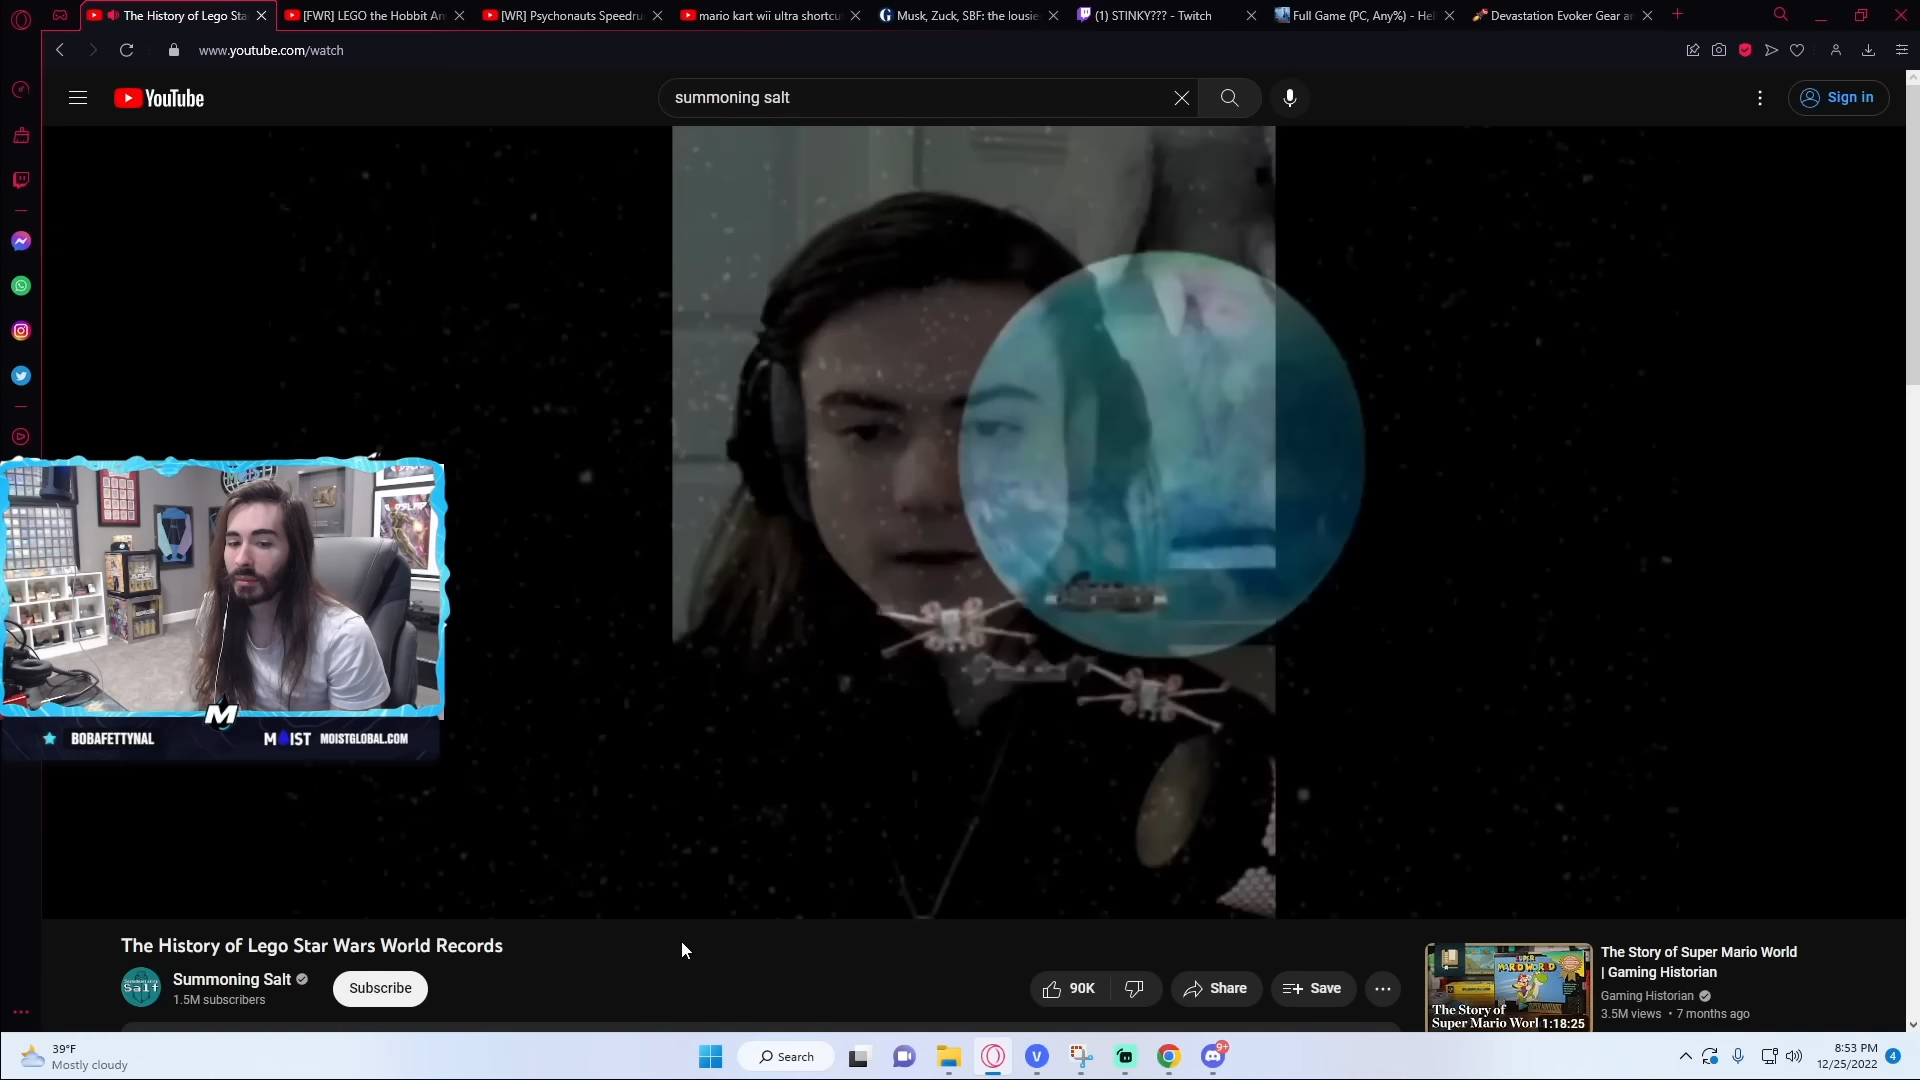 The History of Lego Sta
[FWR] LEGO the Hobbit An
[WR] Psychonauts Speedru
mario kart wii ultra shortcu
Musk, Zuck, SBF: the lousie
(1) STINKY??? - Twitch
Full Game (PC, Any%) - Hel
Devastation Evoker Gear a
www.youtube.com/watch
YouTube
summoning salt
Sign in
BOBAFETTYNAL
M
MOIST
MOISTGLOBAL.COM
The History of Lego Star Wars World Records
Summoning Salt
1.5M subscribers
Subscribe
90K
Share
Save
The Story of
Super Mario Worl
1:18:25
The Story of Super Mario World
| Gaming Historian
Gaming Historian
3.5M views • 7 months ago
39°F
Mostly cloudy
Search
9+
8:53 PM
12/25/2022
4